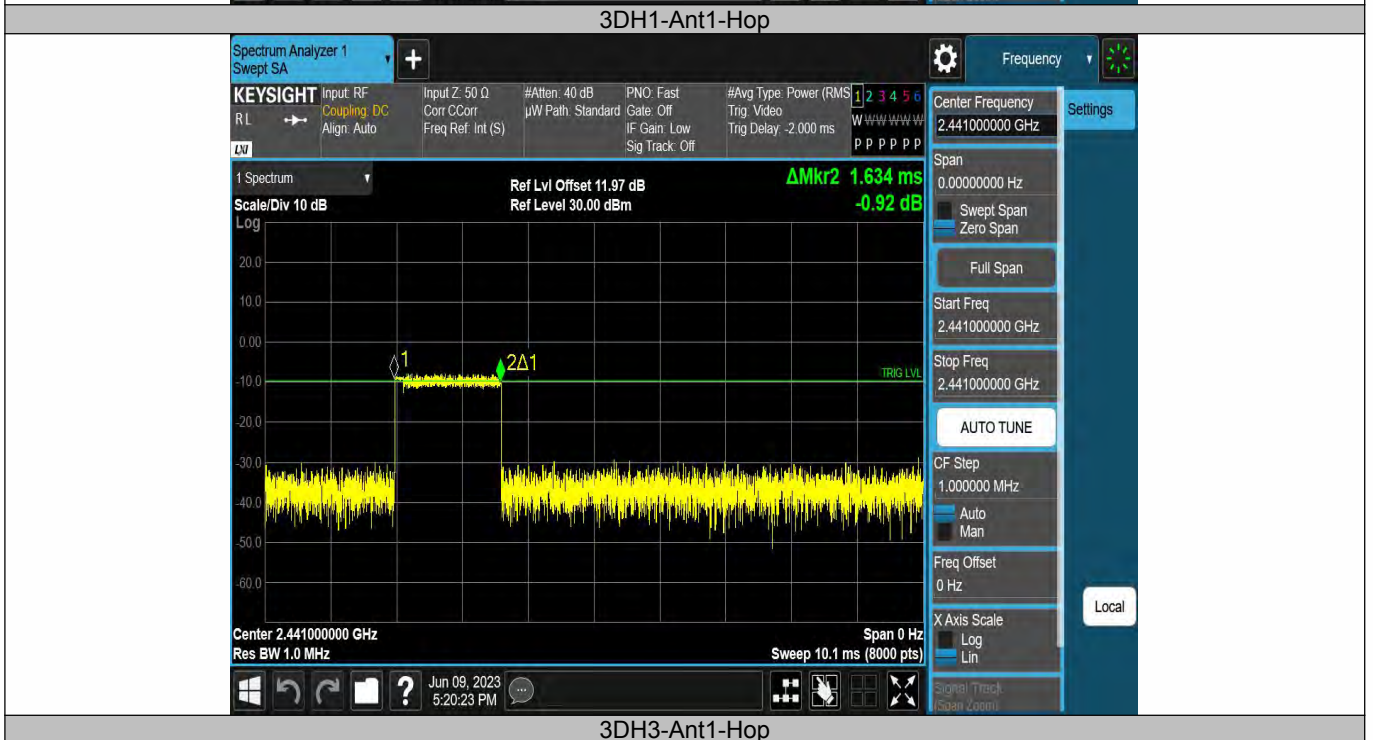 3DH1-Ant1-Hop
Spectrum Analyzer 1
Swept SA
+
Frequency
KEYSIGHT
RL
LXI
Input: RF
Coupling: DC
Align: Auto
Input Z: 50 Ω
Corr CCorr
Freq Ref: Int (S)
#Atten: 40 dB
µW Path: Standard
PNO: Fast
Gate: Off
IF Gain: Low
Sig Track: Off
#Avg Type: Power (RMS
Trig: Video
Trig Delay: -2.000 ms
1 2 3 4 5 6
W W W W W W
P P P P P P
1 Spectrum
Scale/Div 10 dB
Log
Ref Lvl Offset 11.97 dB
Ref Level 30.00 dBm
ΔMkr2 1.634 ms
-0.92 dB
20.0
10.0
0.00
-10.0
-20.0
-30.0
-40.0
-50.0
-60.0
1
2Δ1
TRIG LVL
Center 2.441000000 GHz
Res BW 1.0 MHz
Span 0 Hz
Sweep 10.1 ms (8000 pts)
Center Frequency
2.441000000 GHz
Settings
Span
0.00000000 Hz
Swept Span
Zero Span
Full Span
Start Freq
2.441000000 GHz
Stop Freq
2.441000000 GHz
AUTO TUNE
CF Step
1.000000 MHz
Auto
Man
Freq Offset
0 Hz
X Axis Scale
Log
Lin
Local
Signal Track
(Span Zoom)
?
Jun 09, 2023
5:20:23 PM
3DH3-Ant1-Hop